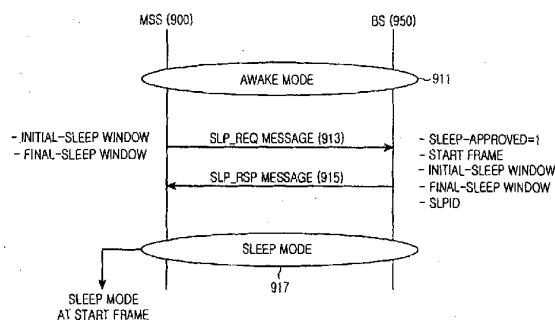 MSS (900)
BS (950)
AWAKE MODE
911
- INITIAL-SLEEP WINDOW
- FINAL-SLEEP WINDOW
SLP_REQ MESSAGE (913)
SLP_RSP MESSAGE (915)
- SLEEP-APPROVED=1
- START FRAME
- INITIAL-SLEEP WINDOW
- FINAL-SLEEP WINDOW
- SLPID
SLEEP MODE
917
SLEEP MODE
AT START FRAME